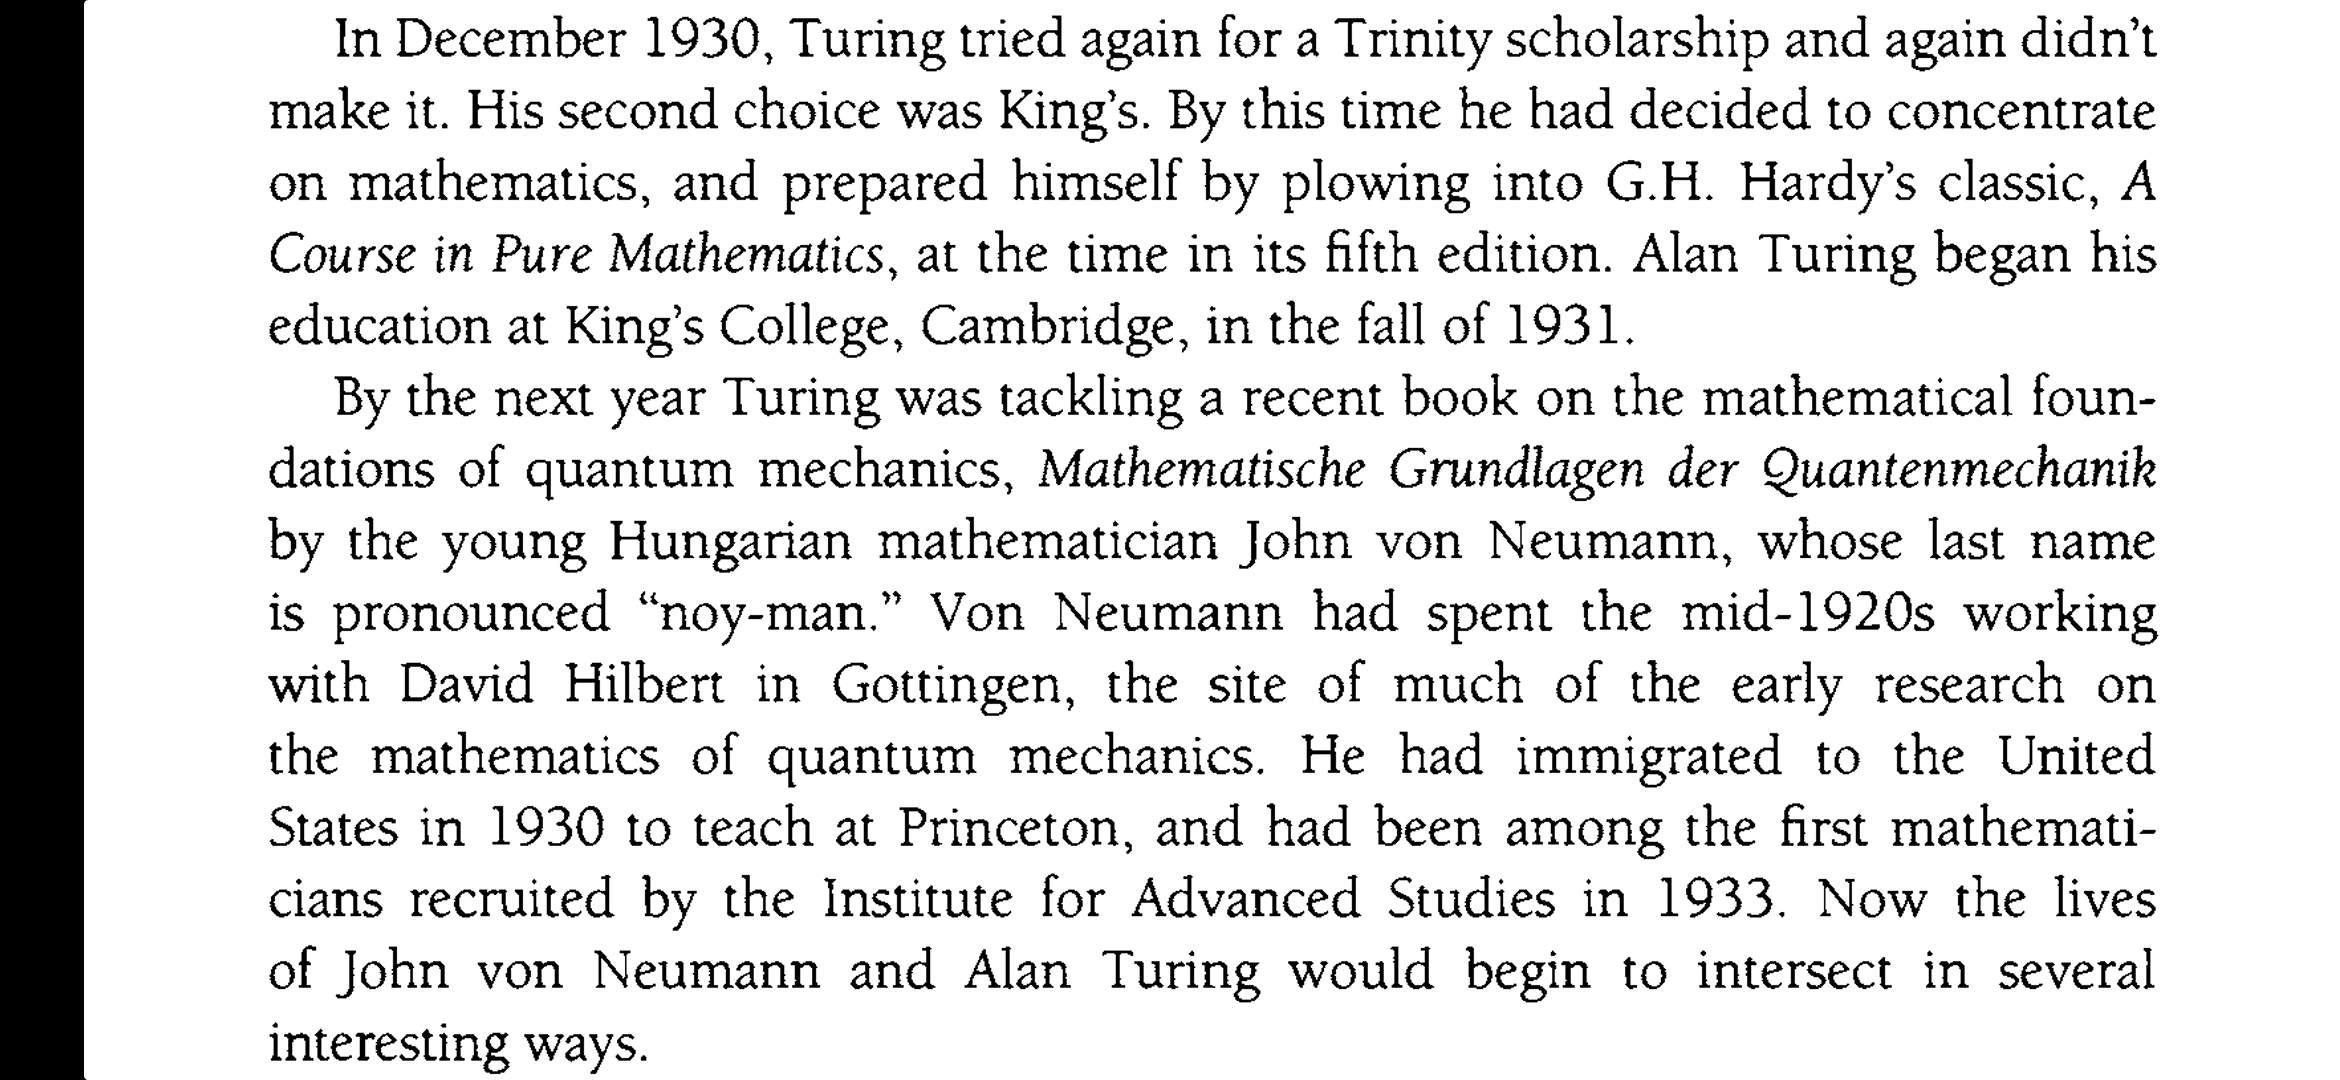 In December 1930, Turing tried again for a Trinity scholarship and again didn’t
make it. His second choice was King’s. By this time he had decided to concentrate
on mathematics, and prepared himself by plowing into G.H. Hardy’s classic, A
Course in Pure Mathematics, at the time in its fifth edition. Alan Turing began his
education at King’s College, Cambridge, in the fall of 1931.
By the next year Turing was tackling a recent book on the mathematical foun-
dations of quantum mechanics, Mathematische Grundlagen der Quantenmechanik
by the young Hungarian mathematician John von Neumann, whose last name
is pronounced “noy-man.” Von Neumann had spent the mid-1920s working
with David Hilbert in Gottingen, the site of much of the early research on
the mathematics of quantum mechanics. He had immigrated to the United
States in 1930 to teach at Princeton, and had been among the first mathemati-
cians recruited by the Institute for Advanced Studies in 1933. Now the lives
of John von Neumann and Alan Turing would begin to intersect in several
interesting ways.